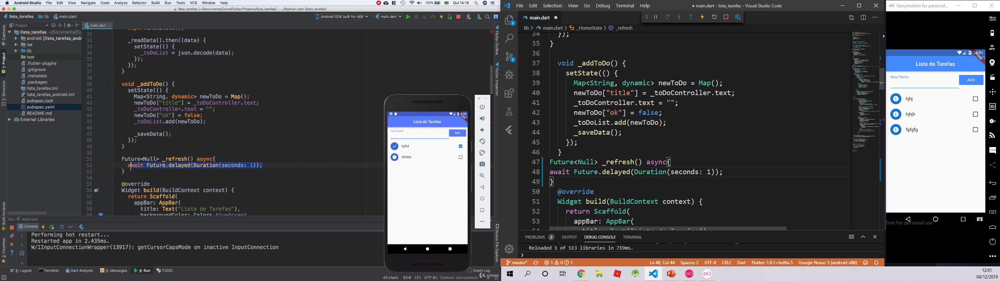 Android Studio File Edit View Navigate Code Analyze Refactor Build Run Tools VCS Window Help 100% Qui 14:18
lista_tarefas [~/Documents/CursoFlutter/Projetos/lista_tarefas] - .../lib/main.dart [lista_tarefas]
lista_tarefas lib main.dart Android SDK built for x86 main.dart
Project main.dart
Captures
1: Project
Z: Structure
Build Variants
2: Favorites
lista_tarefas ~/Documents/Cu
android [lista_tarefas_andr
ios
lib
test
.flutter-plugins
.gitignore
.metadata
.packages
lista_tarefas.iml
lista_tarefas_android.iml
pubspec.lock
pubspec.yaml
README.md
External Libraries
super.initState();
31
32 _readData().then((data) {
33 setState(() {
34 _toDoList = json.decode(data);
35 });
36 });
37 }
38
39 void _addToDo() {
40 setState(() {
41 Map<String, dynamic> newToDo = Map();
42 newToDo["title"] = _toDoController.text;
43 _toDoController.text = "";
44 newToDo["ok"] = false;
45 _toDoList.add(newToDo);
46
47 _saveData();
48 });
49 }
50
51 Future<Null> _refresh() async{
52 await Future.delayed(Duration(seconds: 1));
53 }
54
55 @override
56 Widget build(BuildContext context) {
57 return Scaffold(
58 appBar: AppBar(
59 title: Text("Lista de Tarefas"),
60 backgroundColor: Colors.blueAccent
Flutter Outline
Flutter Inspector
Device File Explorer
3:18
Lista de Tarefas
Nova Tarefa
ADD
fgfhd
dfbddn
Run main.dart
Console
Performing hot restart...
Restarted app in 2.435ms.
W/IInputConnectionWrapper(13917): getCursorCapsMode on inactive InputConnection
6: Logcat Terminal Dart Analysis 0: Messages 4: Run TODO Event Log
42 chars 52:6 LF÷ UTF-8÷ Context: <no context>
Udemy
File Edit Selection View Go Debug Terminal Help ● main.dart - lista_tarefas - Visual Studio Code
main.dart ●
lib > main.dart > _HomeState > _refresh
1
1
34 });
35 }
36
37 void _addToDo() {
38 setState(() {
39 Map<String, dynamic> newToDo = Map();
40 newToDo["title"] = _toDoController.text;
41 _toDoController.text = "";
42 newToDo["ok"] = false;
43 _toDoList.add(newToDo);
44 _saveData();
45 });
46 }
47 Future<Null> _refresh() async{
48 await Future.delayed(Duration(seconds: 1));
49 }
50 @override
51 Widget build(BuildContext context) {
52 return Scaffold(
53 appBar: AppBar(
54 title: Text("Lista de Tarefas")
PROBLEMS 2 OUTPUT DEBUG CONSOLE TERMINAL
Reloaded 1 of 513 libraries in 719ms.
master* 1 0 1 Ln 48, Col 44 Spaces: 2 UTF-8 CRLF Dart Flutter: 1.9.1+hotfix.5 Google Nexus 5 (android-x86)
Genymotion for personal...
Open GAPPS
GPS
ID
DEBUG
Lista de Tarefas
Nova Tarefa
ADD
hjhj
hjhjh
fgfgfg
free for personal use
12:01
04/12/2019